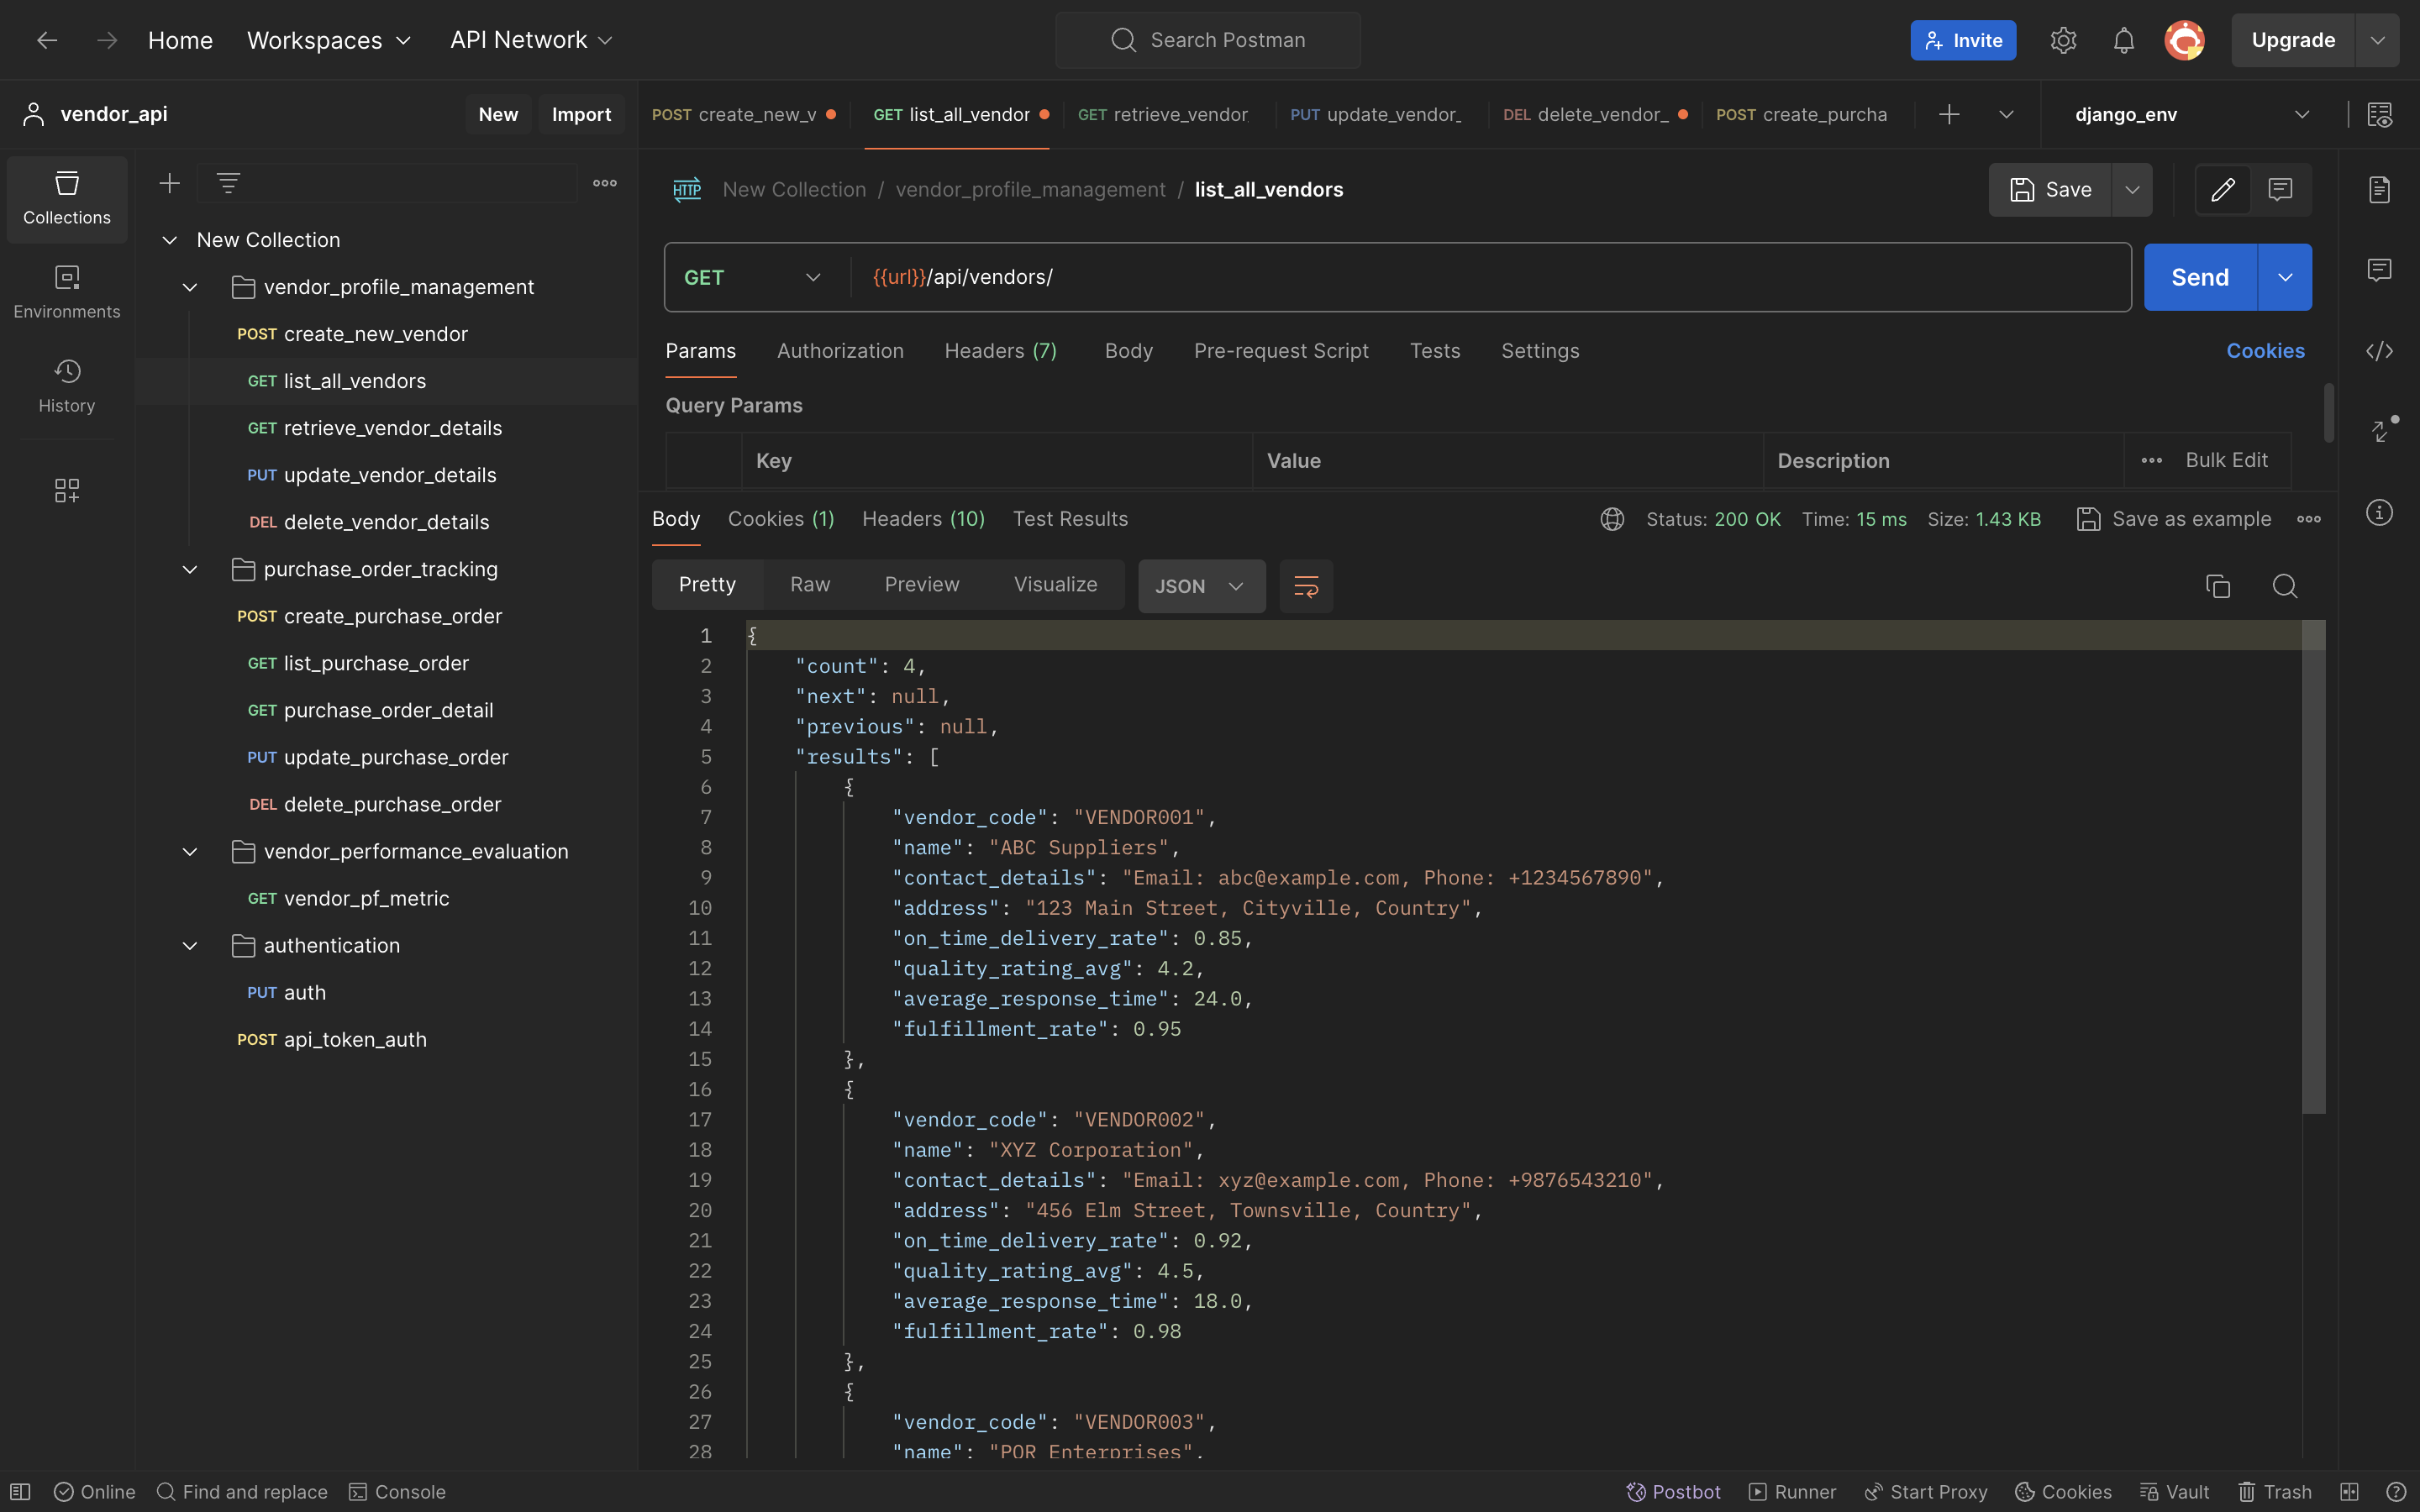 Home Workspaces API Network Search Postman Invite Upgrade
vendor_api New Import
POST create_new_v GET list_all_vendor GET retrieve_vendor PUT update_vendor_ DEL delete_vendor_ POST create_purcha django_env
Collections
Environments
History
New Collection
vendor_profile_management
POST create_new_vendor
GET list_all_vendors
GET retrieve_vendor_details
PUT update_vendor_details
DEL delete_vendor_details
purchase_order_tracking
POST create_purchase_order
GET list_purchase_order
GET purchase_order_detail
PUT update_purchase_order
DEL delete_purchase_order
vendor_performance_evaluation
GET vendor_pf_metric
authentication
PUT auth
POST api_token_auth
HTTP New Collection / vendor_profile_management / list_all_vendors Save
GET {{url}}/api/vendors/ Send
Params Authorization Headers (7) Body Pre-request Script Tests Settings Cookies
Query Params
Key Value Description Bulk Edit
Body Cookies (1) Headers (10) Test Results Status: 200 OK Time: 15 ms Size: 1.43 KB Save as example
Pretty Raw Preview Visualize JSON
1 {
2 "count": 4,
3 "next": null,
4 "previous": null,
5 "results": [
6 {
7 "vendor_code": "VENDOR001",
8 "name": "ABC Suppliers",
9 "contact_details": "Email: abc@example.com, Phone: +1234567890",
10 "address": "123 Main Street, Cityville, Country",
11 "on_time_delivery_rate": 0.85,
12 "quality_rating_avg": 4.2,
13 "average_response_time": 24.0,
14 "fulfillment_rate": 0.95
15 },
16 {
17 "vendor_code": "VENDOR002",
18 "name": "XYZ Corporation",
19 "contact_details": "Email: xyz@example.com, Phone: +9876543210",
20 "address": "456 Elm Street, Townsville, Country",
21 "on_time_delivery_rate": 0.92,
22 "quality_rating_avg": 4.5,
23 "average_response_time": 18.0,
24 "fulfillment_rate": 0.98
25 },
26 {
27 "vendor_code": "VENDOR003",
28 "name": "PQR Enterprises",
Online Find and replace Console Postbot Runner Start Proxy Cookies Vault Trash